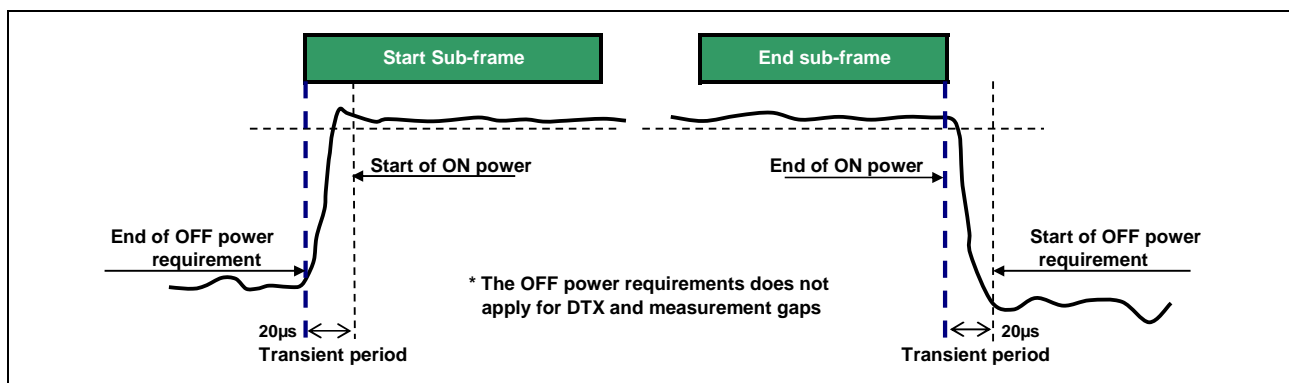 Start Sub-frame
End sub-frame
Start of ON power
End of ON power
End of OFF power
requirement
Start of OFF power
requirement
* The OFF power requirements does not
apply for DTX and measurement gaps
20µs
20µs
Transient period
Transient period